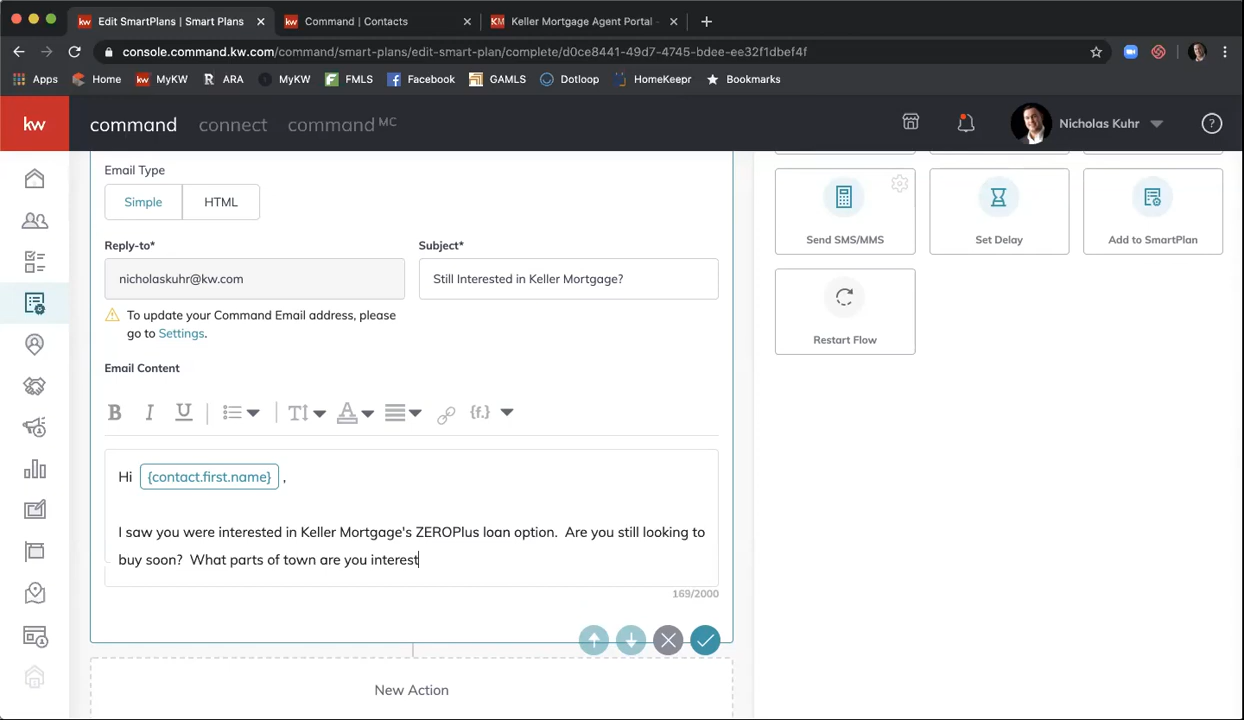 Edit SmartPlans | Smart Plans
Command | Contacts
Keller Mortgage Agent Portal
console.command.kw.com/command/smart-plans/edit-smart-plan/complete/d0ce8441-49d7-4745-bdee-ee32f1dbef4f
Apps Home kw MyKW R ARA MyKW F FMLS Facebook GAMLS Dotloop HomeKeepr Bookmarks
kw command connect command MC Nicholas Kuhr ?
Email Type
Simple HTML
Reply-to* Subject*
nicholaskuhr@kw.com Still Interested in Keller Mortgage?
To update your Command Email address, please
go to Settings.
Email Content
B I U T A {f.}
Hi {contact.first.name} ,
I saw you were interested in Keller Mortgage's ZEROPlus loan option. Are you still looking to
buy soon? What parts of town are you interest
169/2000
New Action
Send SMS/MMS Set Delay Add to SmartPlan
Restart Flow